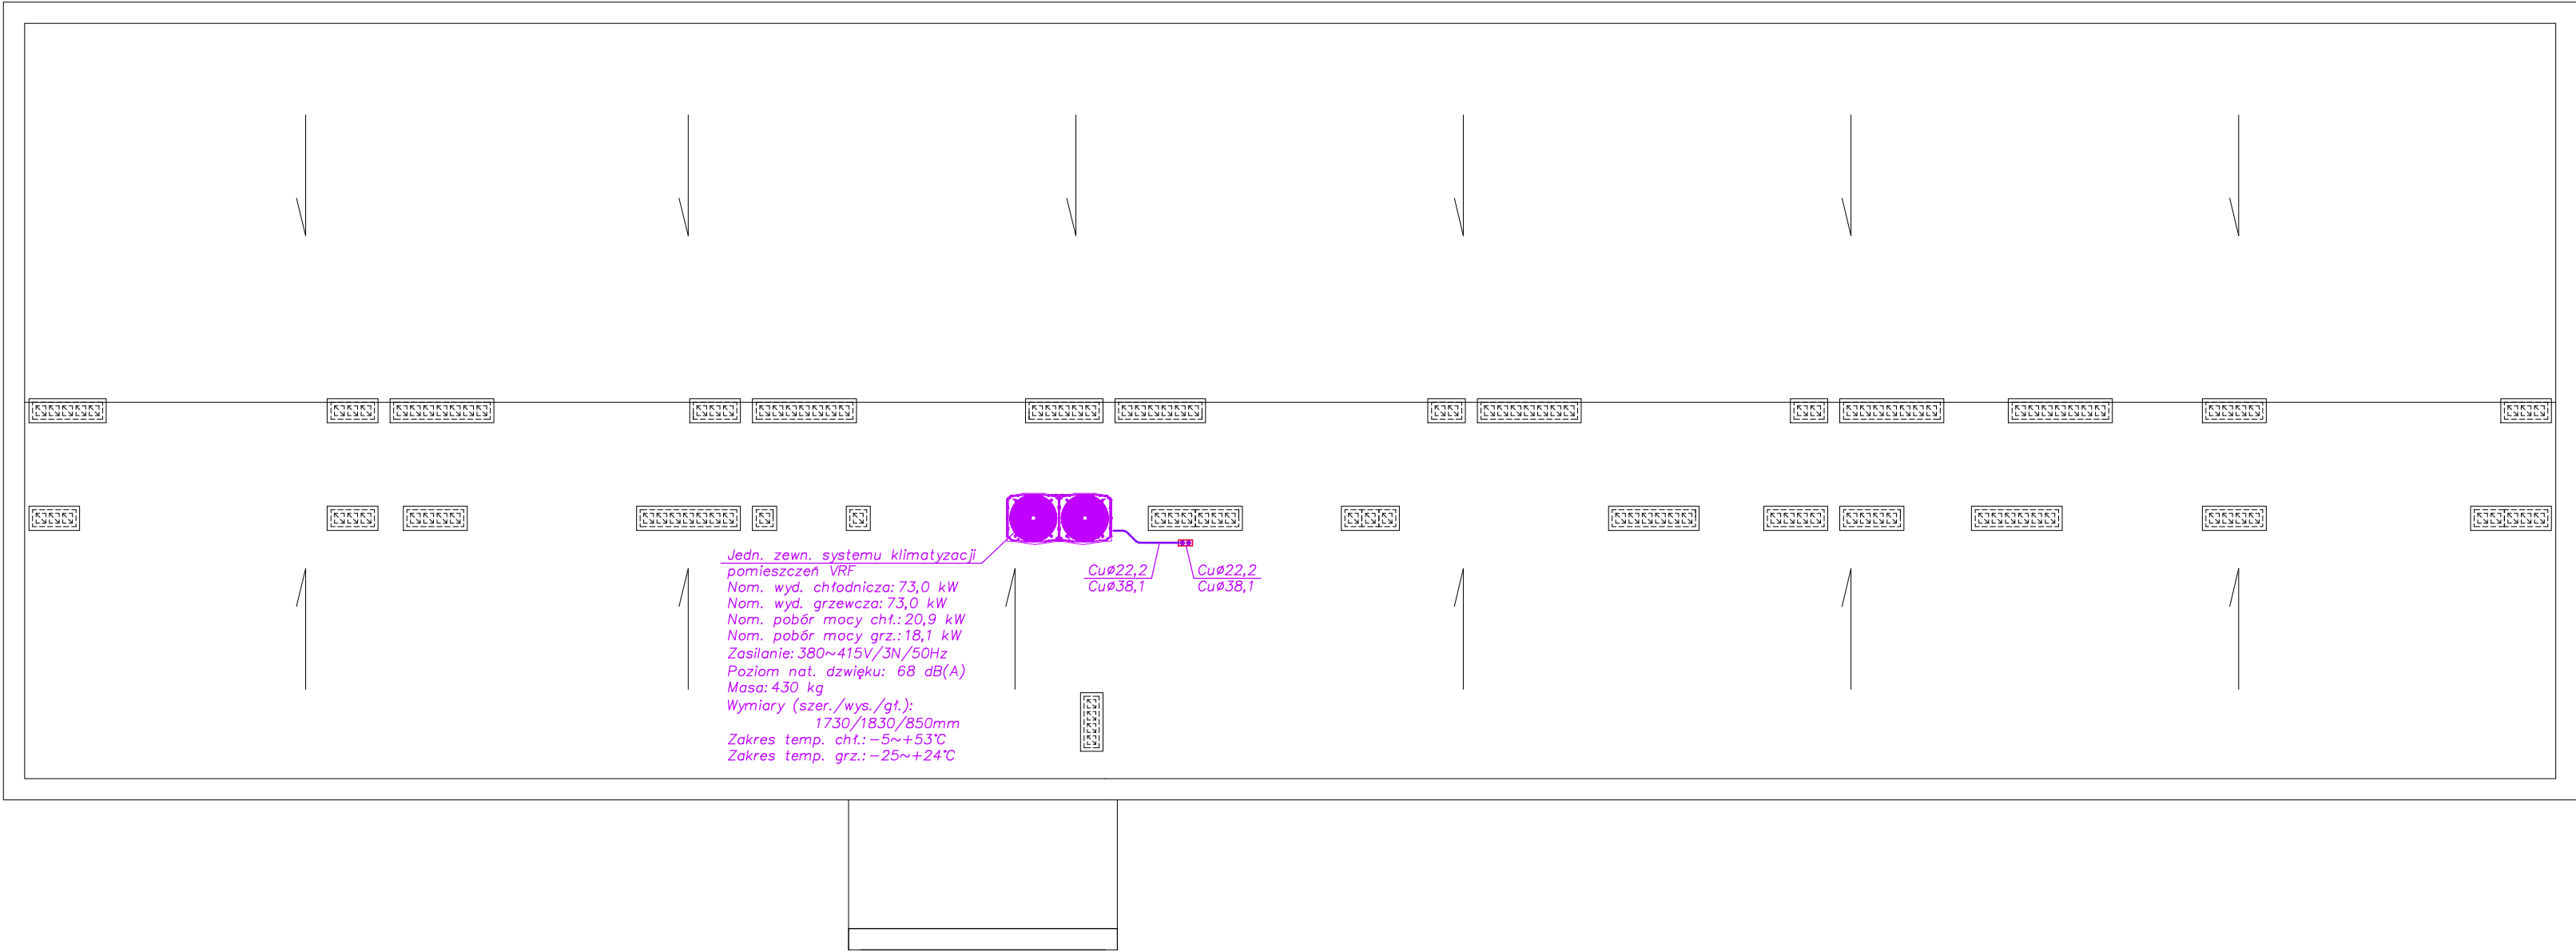 Jedn. zewn. systemu klimatyzacji
pomieszczeń VRF
Nom. wyd. chłodnicza: 73,0 kW
Nom. wyd. grzewcza: 73,0 kW
Nom. pobór mocy chł.: 20,9 kW
Nom. pobór mocy grz.: 18,1 kW
Zasilanie: 380~415V/3N/50Hz
Poziom nat. dzwięku: 68 dB(A)
Masa: 430 kg
Wymiary (szer./wys./gł.):
1730/1830/850mm
Zakres temp. chł.: -5~+53°C
Zakres temp. grz.: -25~+24°C
Cuø22,2
Cuø38,1
Cuø22,2
Cuø38,1